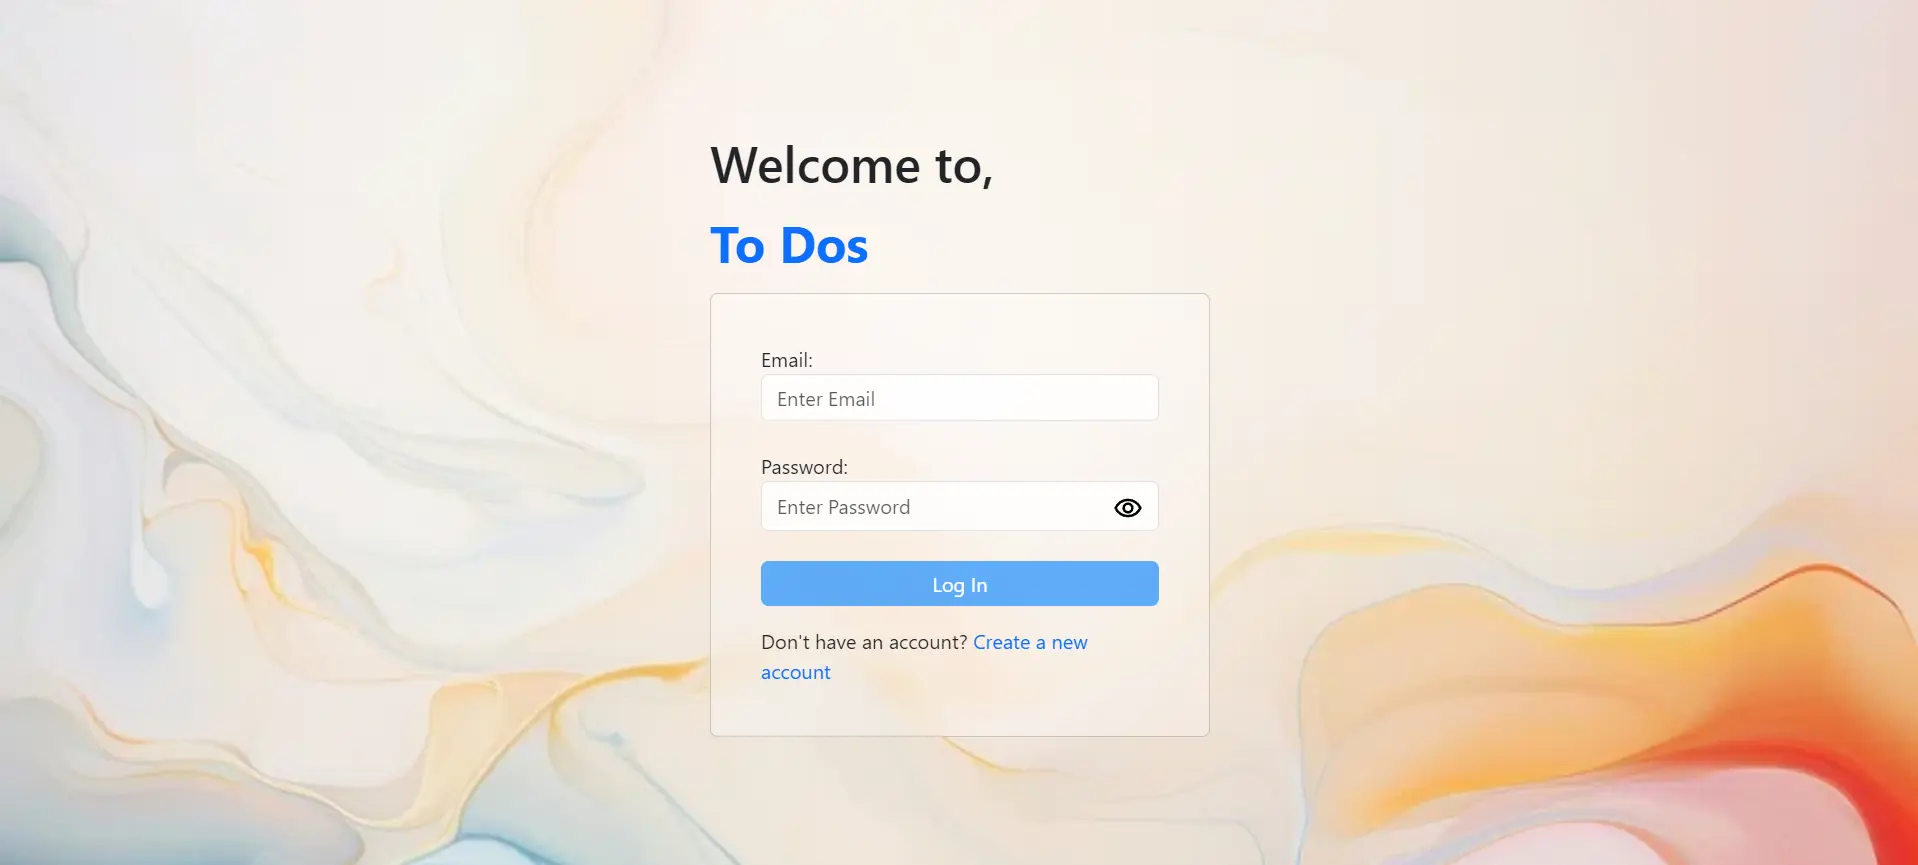 Welcome to,
To Dos
Email:
Enter Email
Password:
Enter Password
Log In
Don't have an account? Create a new
account